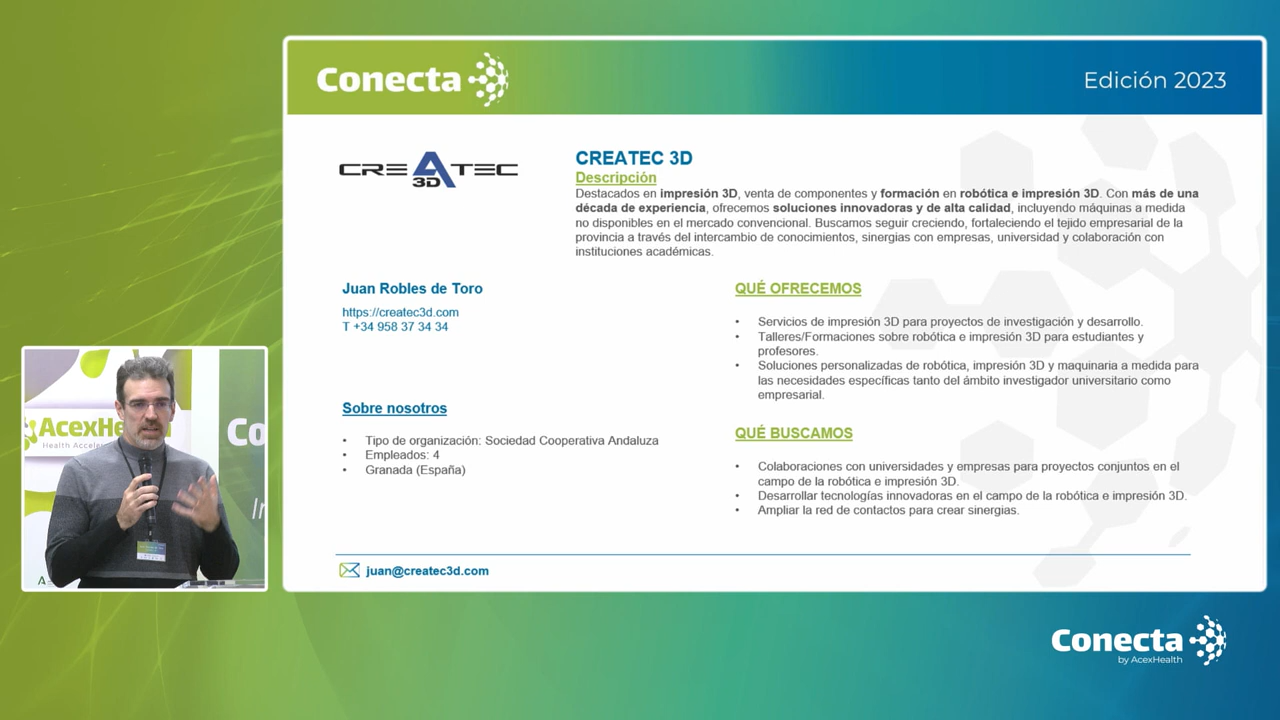 Conecta
Edición 2023
CREATEC
3D
CREATEC 3D
Descripción
Destacados en impresión 3D, venta de componentes y formación en robótica e impresión 3D. Con más de una
década de experiencia, ofrecemos soluciones innovadoras y de alta calidad, incluyendo máquinas a medida
no disponibles en el mercado convencional. Buscamos seguir creciendo, fortaleciendo el tejido empresarial de la
provincia a través del intercambio de conocimientos, sinergias con empresas, universidad y colaboración con
instituciones académicas.
Juan Robles de Toro
https://createc3d.com
T +34 958 37 34 34
Sobre nosotros
• Tipo de organización: Sociedad Cooperativa Andaluza
• Empleados: 4
• Granada (España)
QUÉ OFRECEMOS
• Servicios de impresión 3D para proyectos de investigación y desarrollo.
• Talleres/Formaciones sobre robótica e impresión 3D para estudiantes y
profesores.
• Soluciones personalizadas de robótica, impresión 3D y maquinaria a medida para
las necesidades específicas tanto del ámbito investigador universitario como
empresarial.
QUÉ BUSCAMOS
• Colaboraciones con universidades y empresas para proyectos conjuntos en el
campo de la robótica e impresión 3D.
• Desarrollar tecnologías innovadoras en el campo de la robótica e impresión 3D.
• Ampliar la red de contactos para crear sinergias.
juan@createc3d.com
AcexHe
Health Acceler
Co
Conecta
by AcexHealth